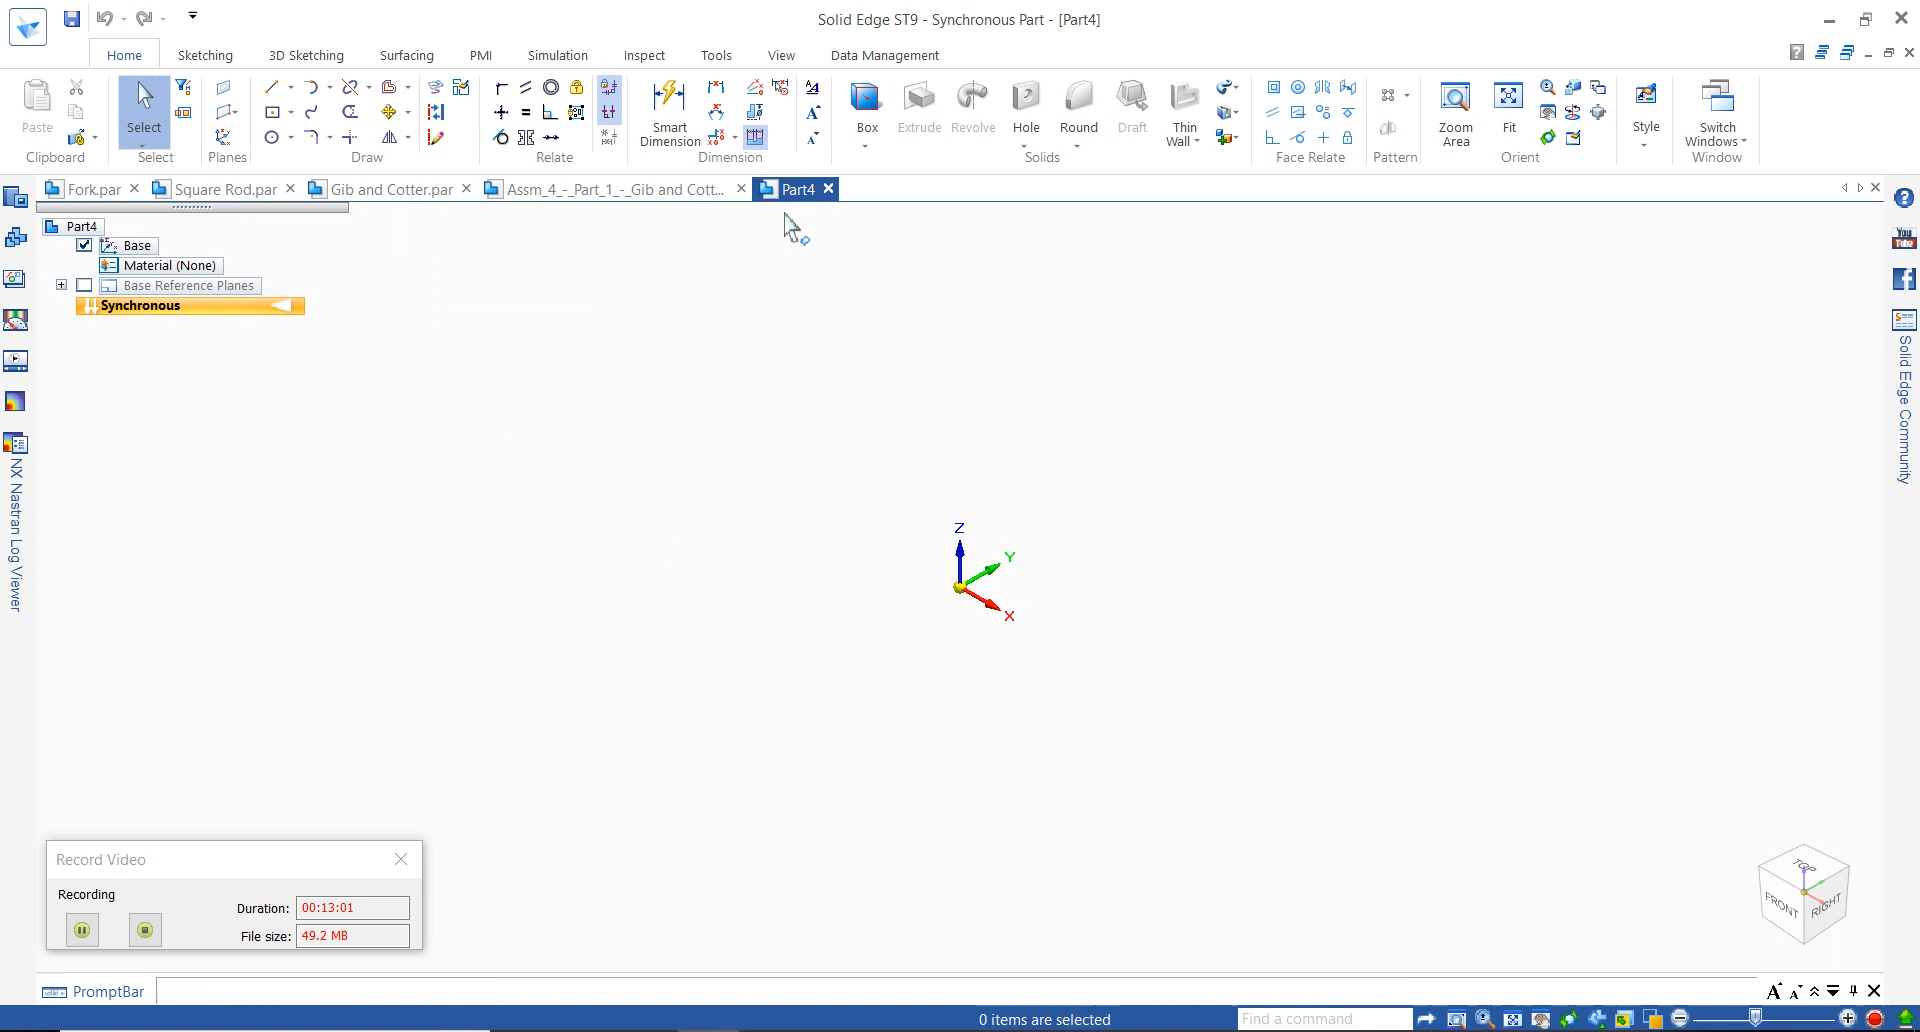 Solid Edge ST9 - Synchronous Part - [Part4]
Home Sketching 3D Sketching Surfacing PMI Simulation Inspect Tools View Data Management
Paste
Clipboard
Select
Select
Planes
Draw
Relate
Smart Dimension
Dimension
Box Extrude Revolve Hole Round Draft Thin Wall
Solids
Face Relate
Pattern
Zoom Area Fit
Orient
Style
Switch Windows
Window
Fork.par Square Rod.par Gib and Cotter.par Assm_4_-_Part_1_-_Gib and Cott... Part4
Part4
Base
Material (None)
Base Reference Planes
Synchronous
You Tube
Solid Edge Community
NX Nastran Log Viewer
Z
Y
X
TOP
FRONT
RIGHT
Record Video
Recording
Duration: 00:13:01
File size: 49.2 MB
PromptBar
0 items are selected
Find a command